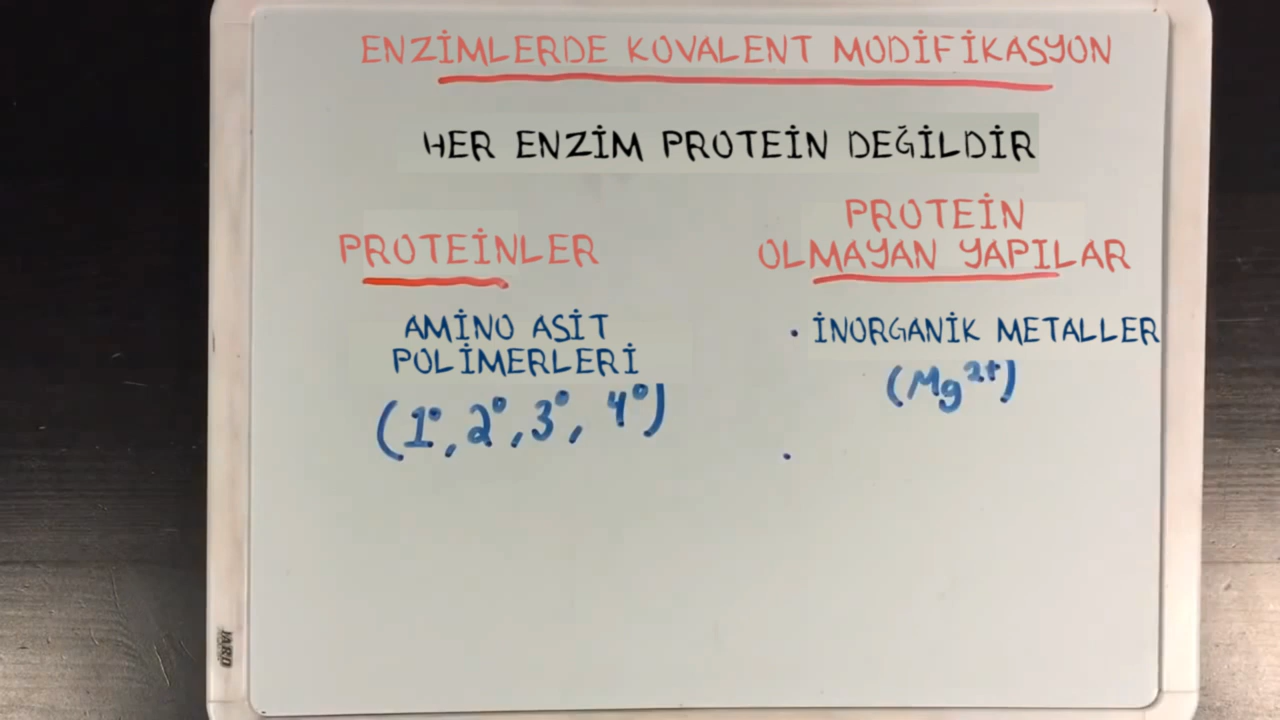 ENZİMLERDE KOVALENT MODİFİKASYON
HER ENZİM PROTEİN DEĞİLDİR
PROTEİNLER
AMİNO ASİT
POLİMERLERİ
(1°, 2°, 3°, 4°)
PROTEİN
OLMAYAN YAPILAR
• İNORGANİK METALLER
(Mg²⁺)
•